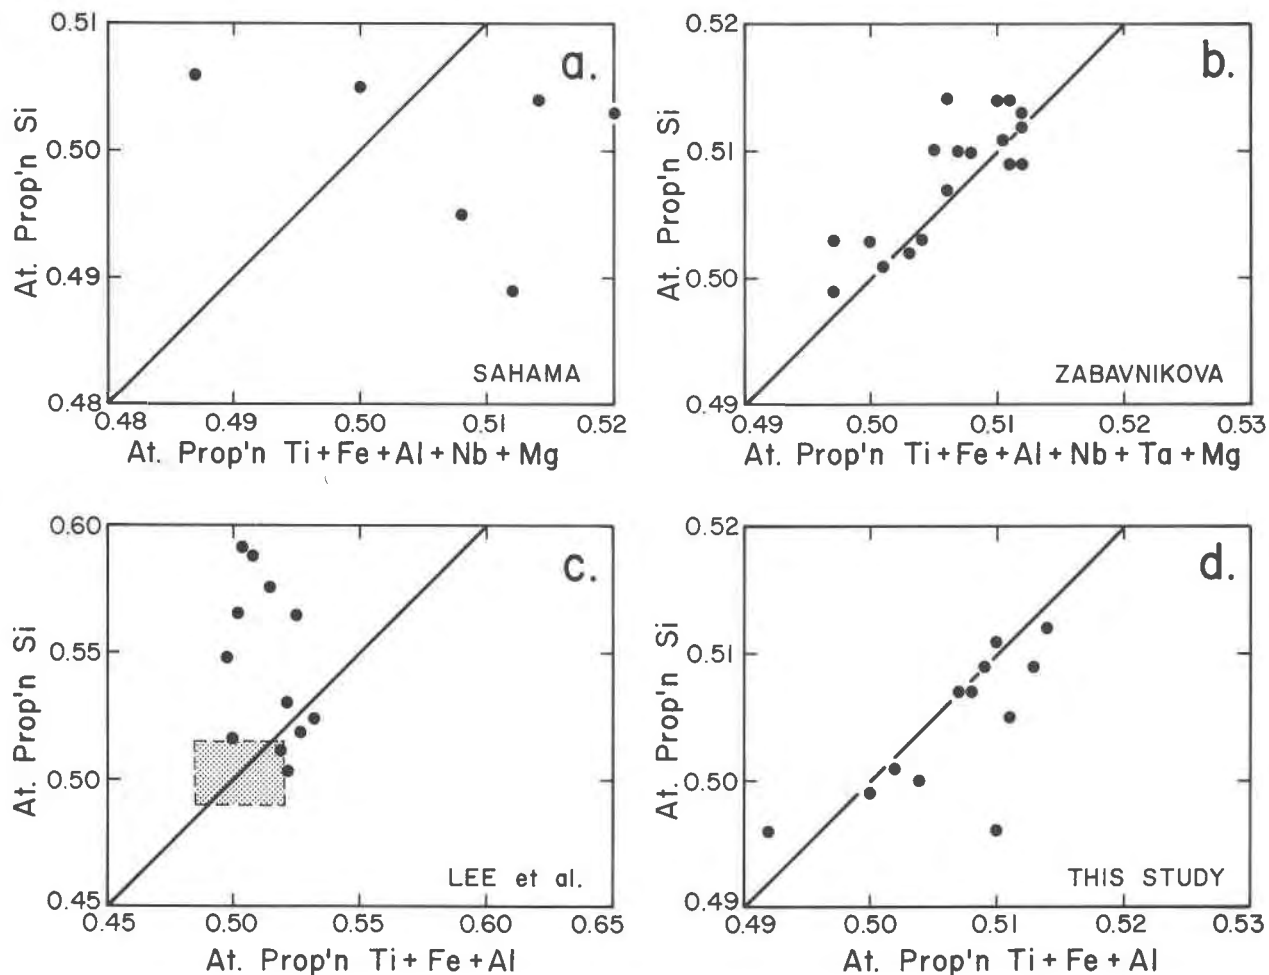 0.51
a.
At. Prop'n Si
0.50
0.49
SAHAMA
0.48
0.48 0.49 0.50 0.51 0.52
At. Prop'n Ti+Fe+Al+Nb+Mg
0.52
b.
At. Prop'n Si
0.51
0.50
ZABAVNIKOVA
0.49
0.49 0.50 0.51 0.52 0.53
At. Prop'n Ti+Fe+Al+Nb+Ta+Mg
0.60
c.
At. Prop'n Si
0.55
0.50
LEE et al.
0.45
0.45 0.50 0.55 0.60 0.65
At. Prop'n Ti+Fe+Al
0.52
d.
At. Prop'n Si
0.51
0.50
THIS STUDY
0.49
0.49 0.50 0.51 0.52 0.53
At. Prop'n Ti+Fe+Al